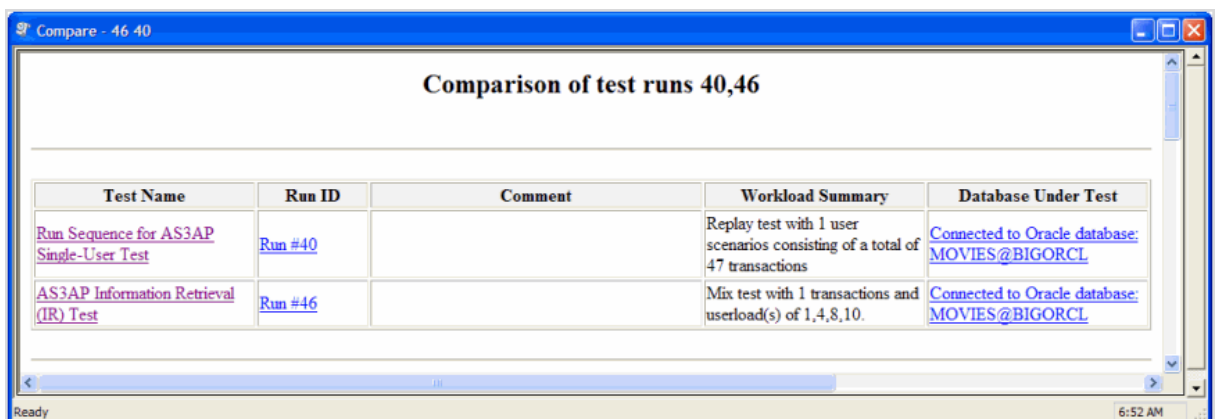 Compare - 46 40
Comparison of test runs 40,46
Test Name
Run ID
Comment
Workload Summary
Database Under Test
Run Sequence for AS3AP
Single-User Test
Run #40
Replay test with 1 user
scenarios consisting of a total of
47 transactions
Connected to Oracle database:
MOVIES@BIGORCL
AS3AP Information Retrieval
(IR) Test
Run #46
Mix test with 1 transactions and
userload(s) of 1,4,8,10.
Connected to Oracle database:
MOVIES@BIGORCL
Ready
6:52 AM